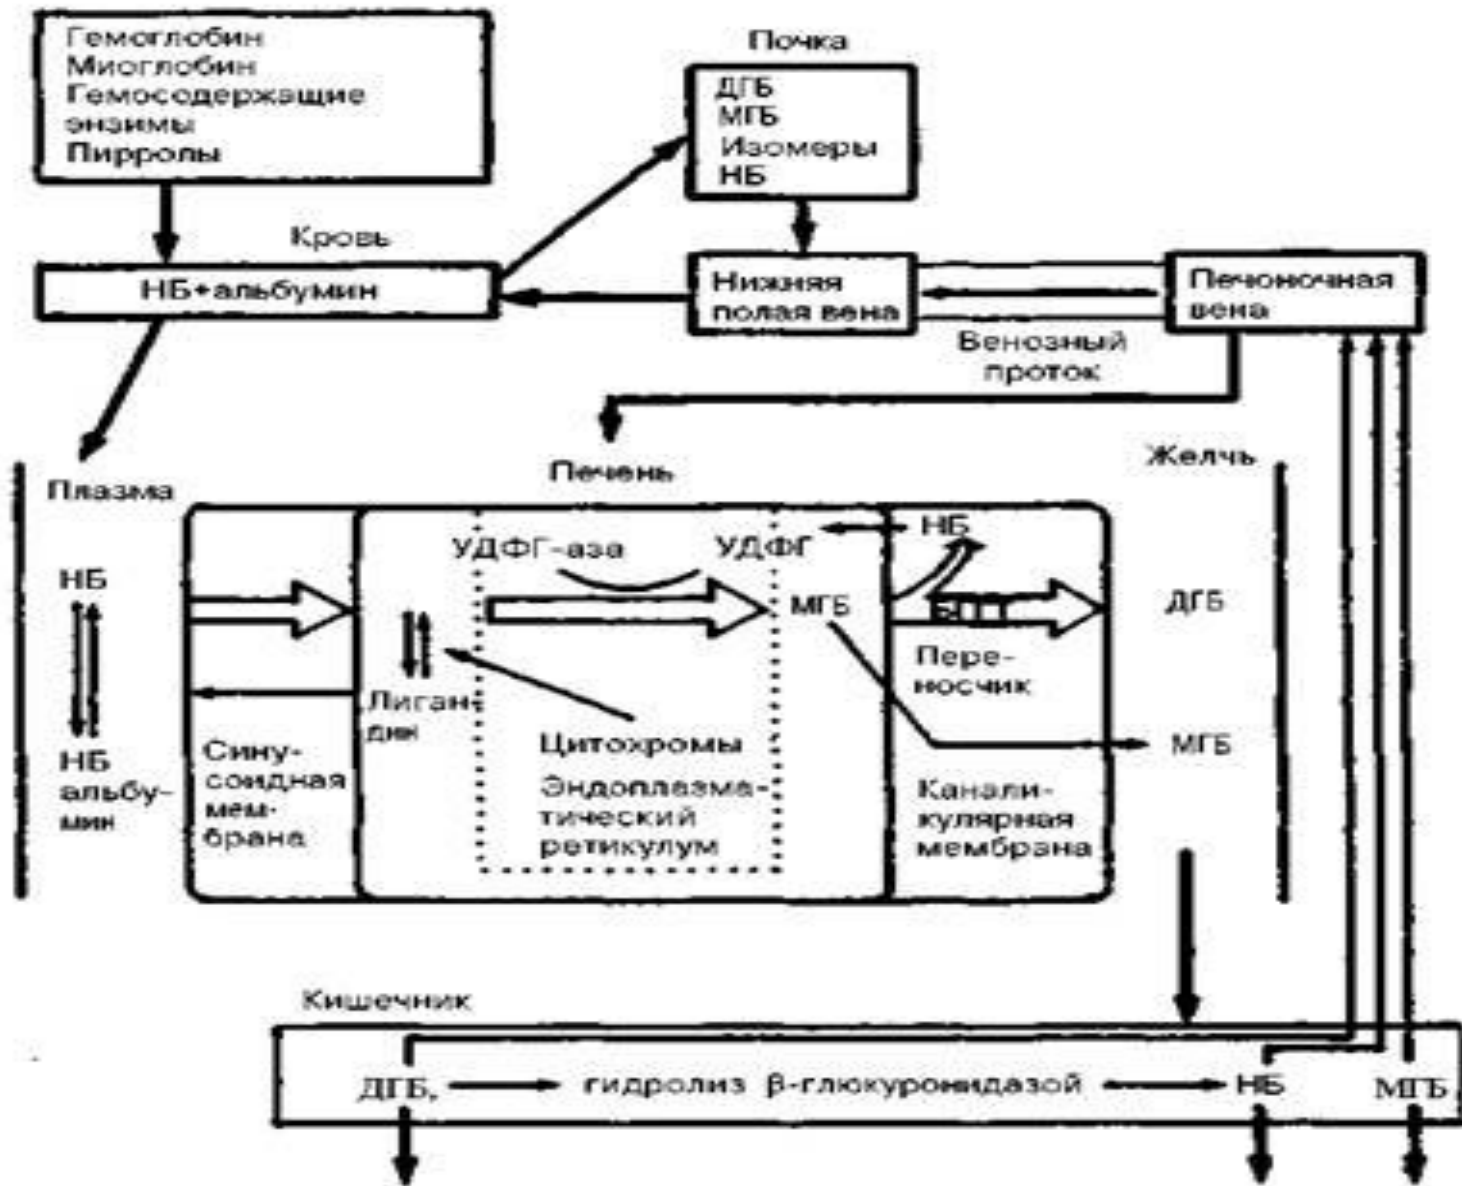 Гемоглобин
Миоглобин
Гемосодержащие
энзимы
Пирролы
Почка
ДГБ
МГБ
Изомеры
НБ
Кровь
НБ+альбумин
Нижняя
полая вена
Печоночная
вена
Венозный
проток
Плазма
Печень
Желчь
НБ
НБ
альбу-
мин
Сину-
соидная
мем-
брана
УДФГ-аза
УДФГ
НБ
МГБ
БПП
ДГБ
Лиган-
дин
Цитохромы
Эндоплазма-
тический
ретикулум
Пере-
носчик
МГБ
Канали-
кулярная
мембрана
Кишечник
ДГБ, гидролиз β-глюкуронидазой НБ МГБ